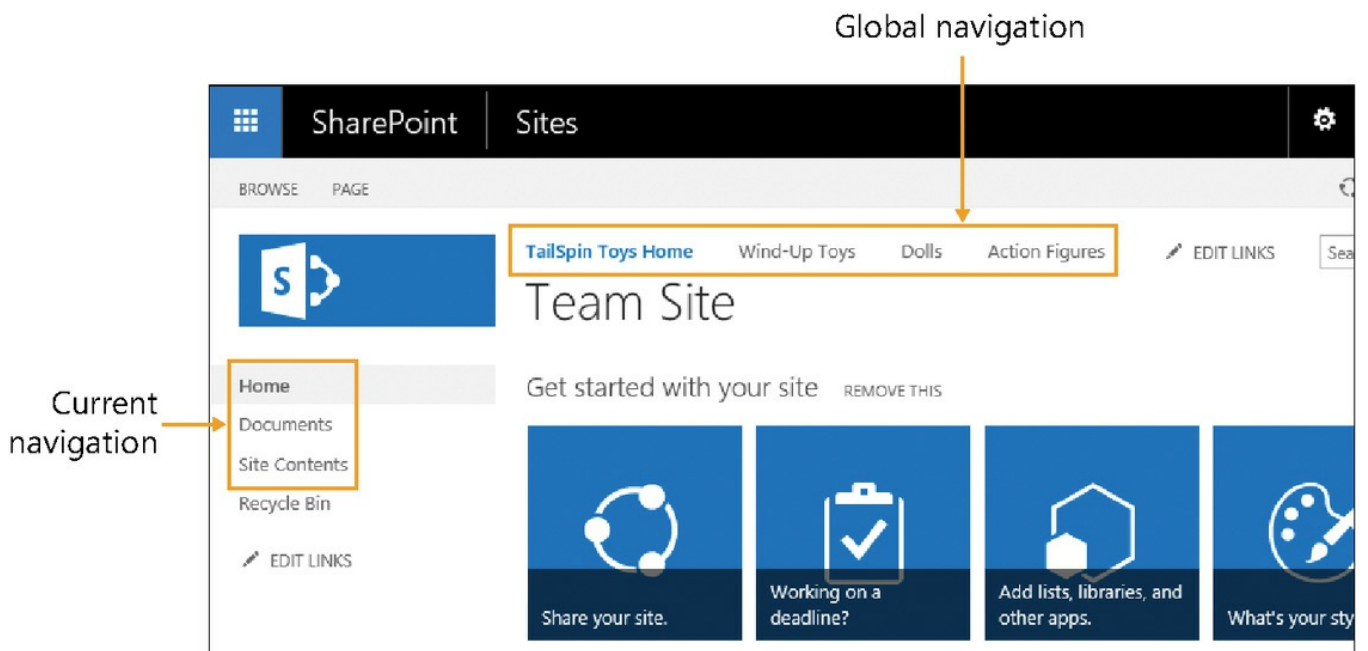 Global navigation
SharePoint
Sites
BROWSE PAGE
TailSpin Toys Home Wind-Up Toys Dolls Action Figures EDIT LINKS
S
Team Site
Home
Current
navigation
Documents
Site Contents
Recycle Bin
EDIT LINKS
Get started with your site REMOVE THIS
Share your site.
Working on a
deadline?
Add lists, libraries, and
other apps.
What's your